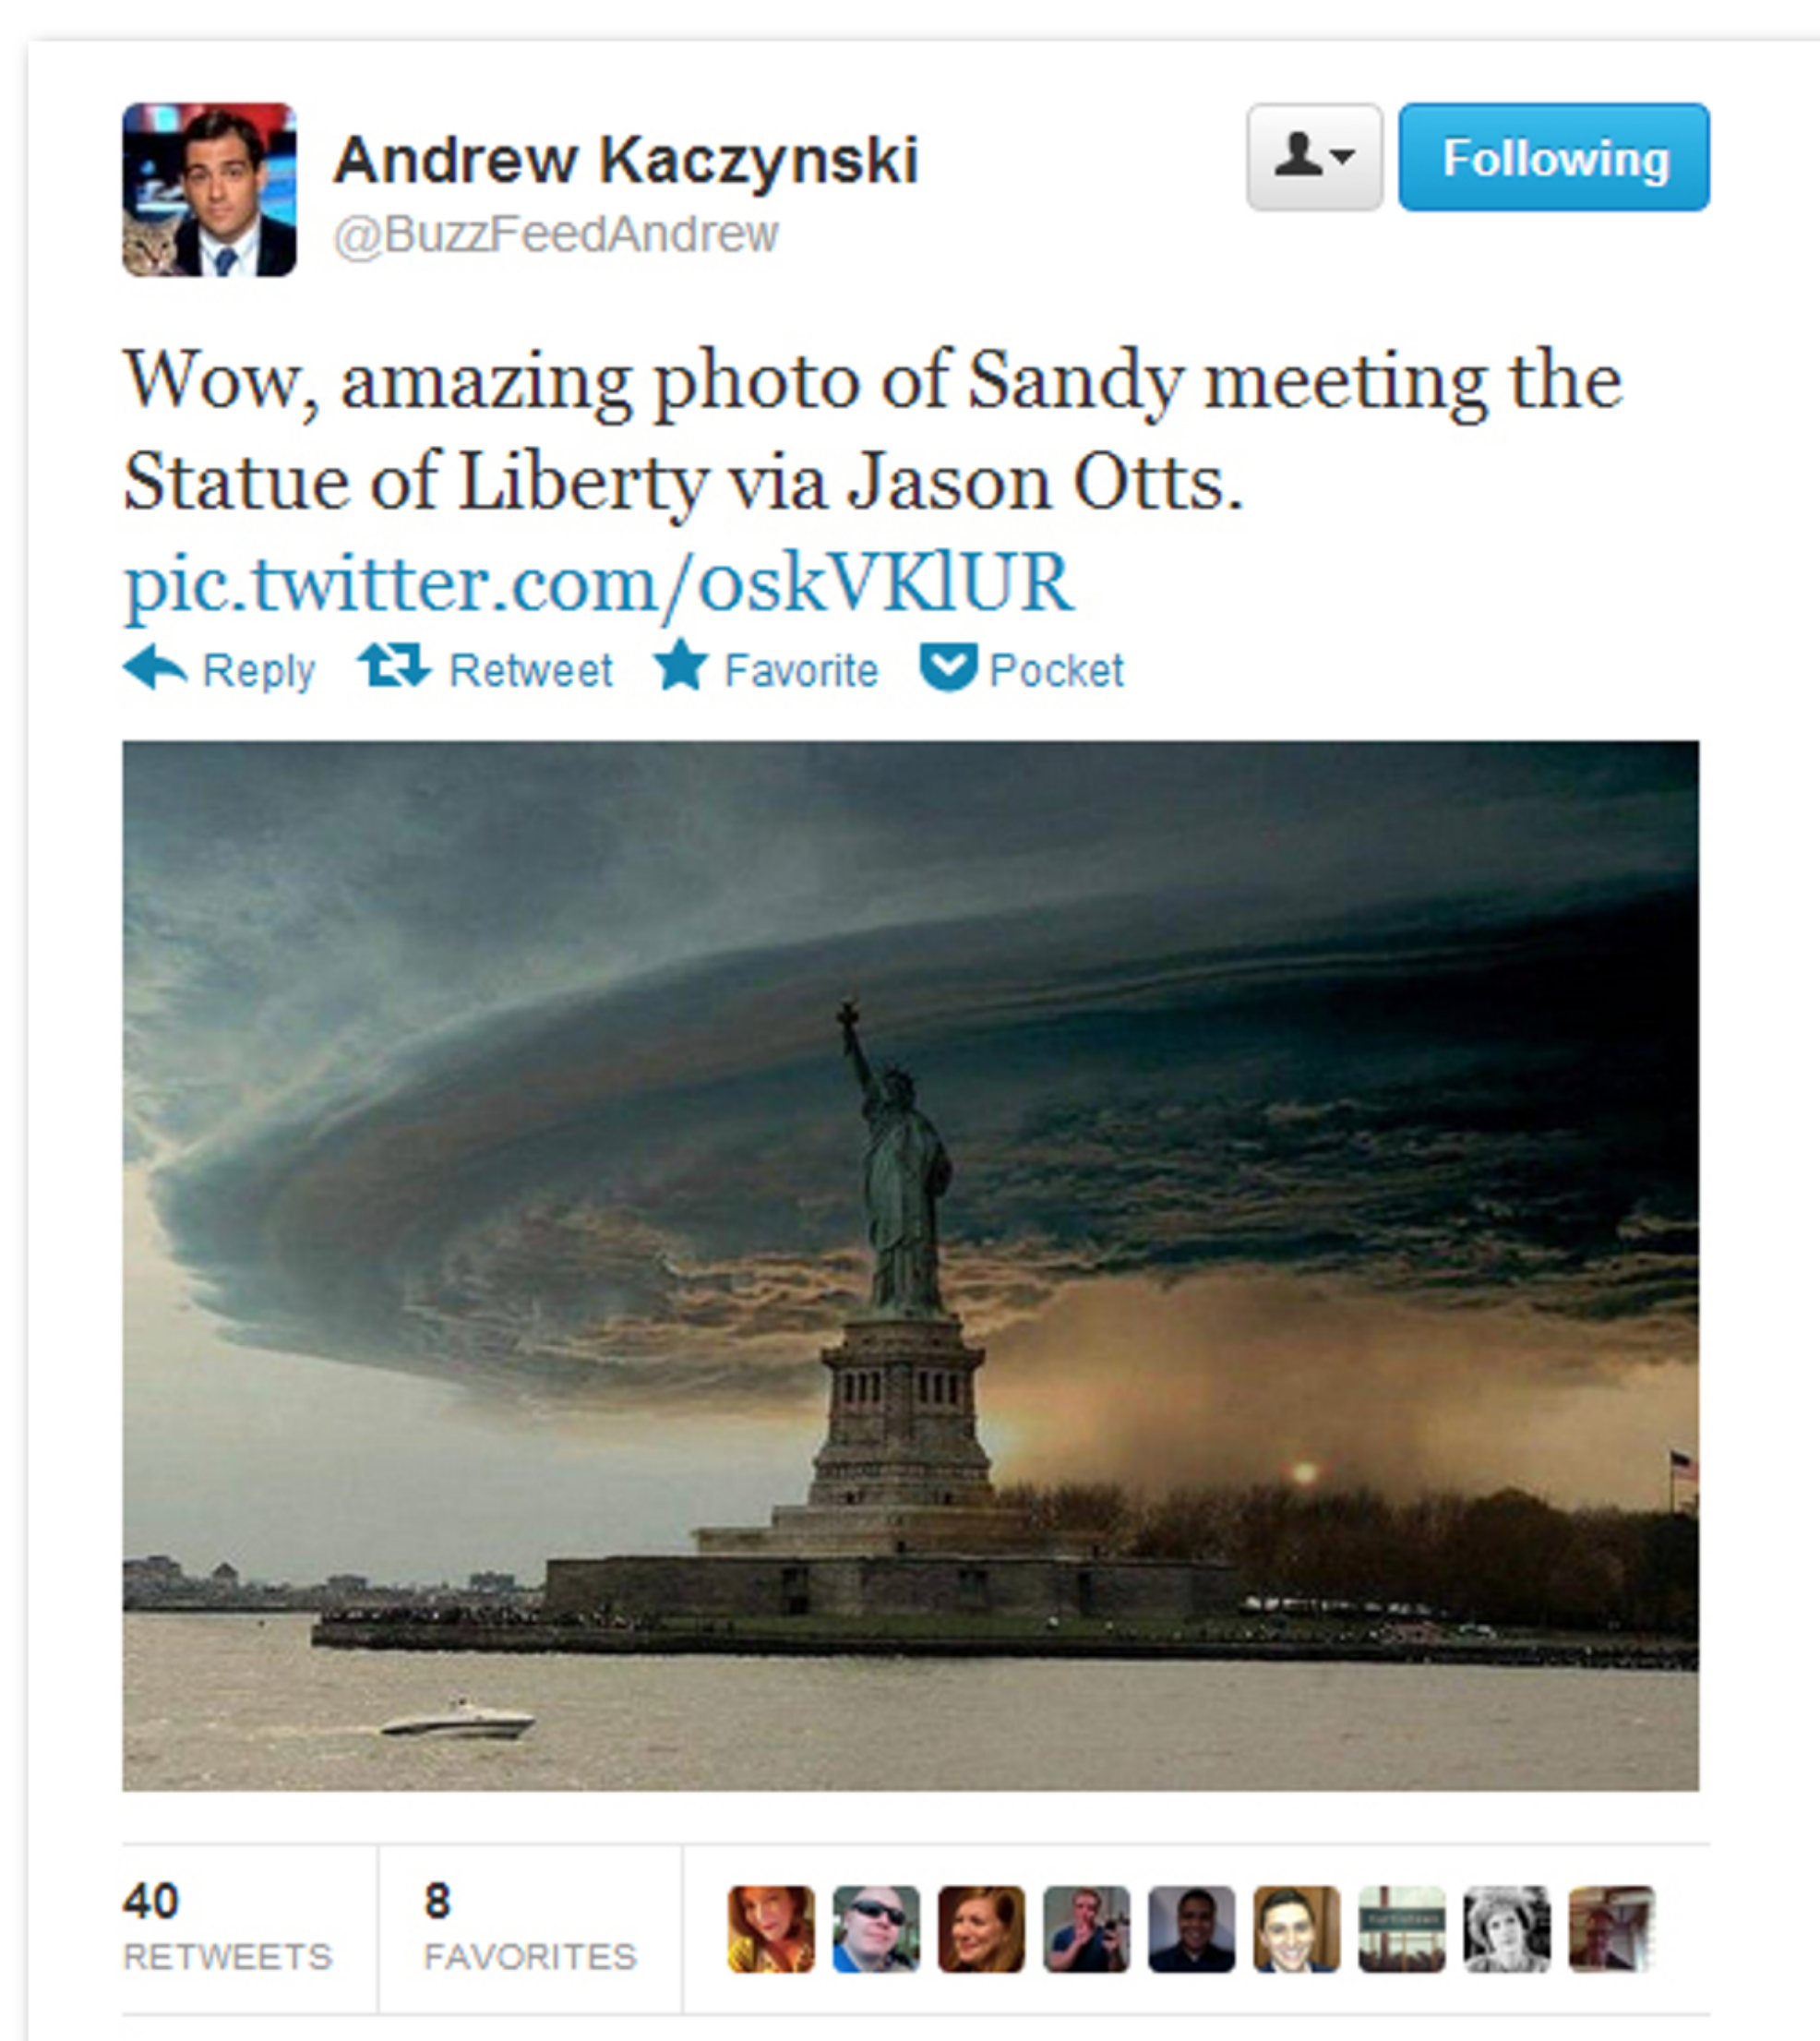 Andrew Kaczynski
@BuzzFeedAndrew
Following
Wow, amazing photo of Sandy meeting the
Statue of Liberty via Jason Otts.
pic.twitter.com/0skVKlUR
Reply Retweet Favorite Pocket
40
RETWEETS
8
FAVORITES